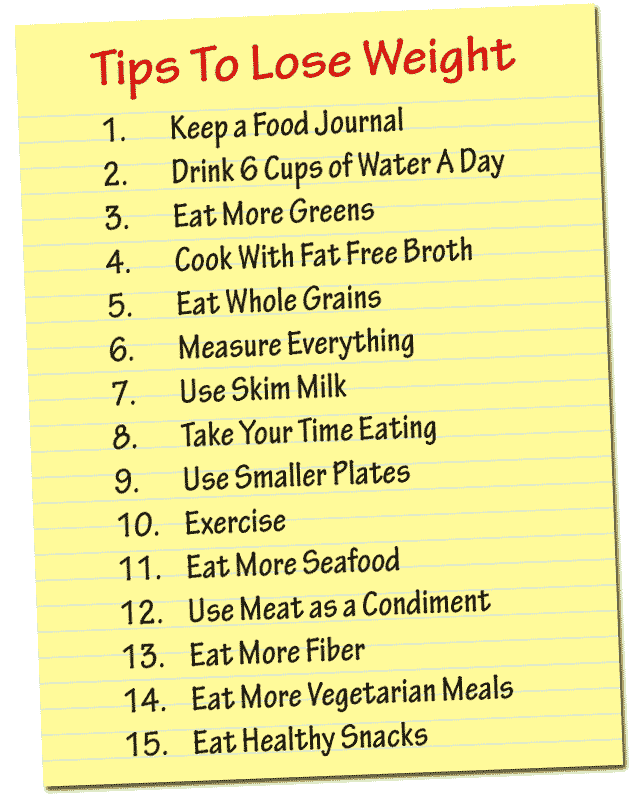 Tips To Lose Weight
1. Keep a Food Journal
2. Drink 6 Cups of Water A Day
3. Eat More Greens
4. Cook With Fat Free Broth
5. Eat Whole Grains
6. Measure Everything
7. Use Skim Milk
8. Take Your Time Eating
9. Use Smaller Plates
10. Exercise
11. Eat More Seafood
12. Use Meat as a Condiment
13. Eat More Fiber
14. Eat More Vegetarian Meals
15. Eat Healthy Snacks